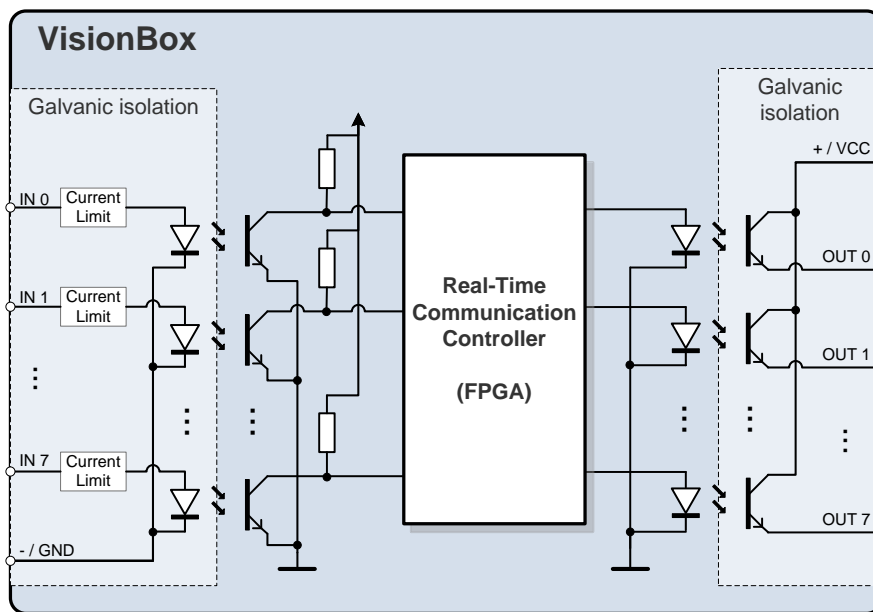 VisionBox
Galvanic isolation
IN 0
Current
Limit
IN 1
Current
Limit
...
...
...
IN 7
Current
Limit
- / GND
Real-Time
Communication
Controller
(FPGA)
Galvanic
isolation
+ / VCC
OUT 0
OUT 1
...
...
...
OUT 7